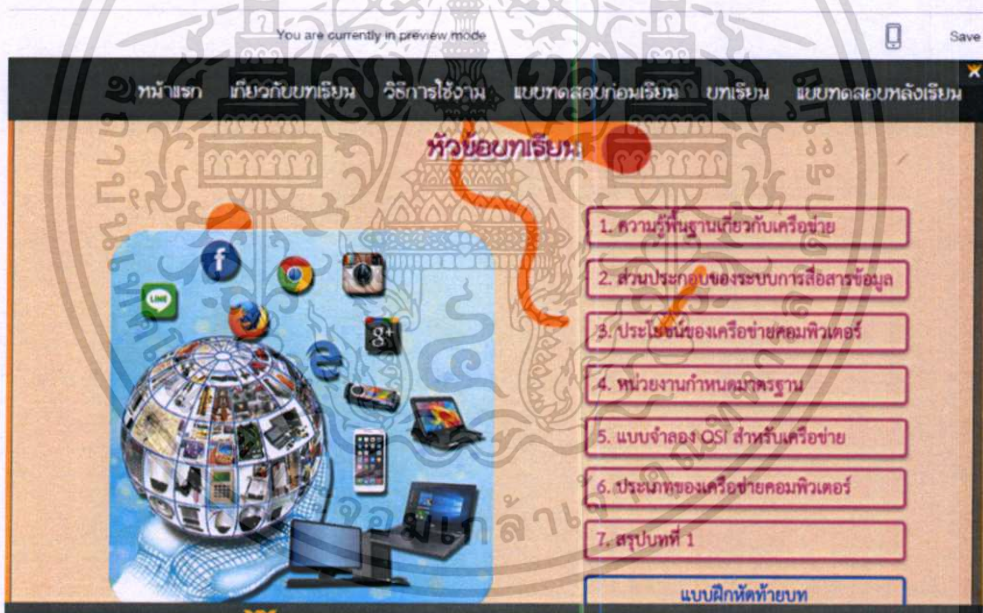 You are currently in preview mode
Save
หน้าแรก เกี่ยวกับบทเรียน วิธีการใช้งาน แบบทดสอบก่อนเรียน บทเรียน แบบทดสอบหลังเรียน
หัวข้อบทเรียน
1. ความรู้พื้นฐานเกี่ยวกับเครือข่าย
2. ส่วนประกอบของระบบการสื่อสารข้อมูล
3. ประโยชน์ของเครือข่ายคอมพิวเตอร์
4. หน่วยงานกำหนดมาตรฐาน
5. แบบจำลอง OSI สำหรับเครือข่าย
6. ประเภทของเครือข่ายคอมพิวเตอร์
7. สรุปบทที่ 1
แบบฝึกหัดท้ายบท
LINE
f
g+